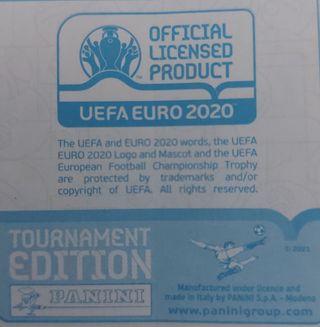 OFFICIAL
LICENSED
PRODUCT
UEFA EURO 2020
The UEFA and EURO 2020 words, the UEFA
EURO 2020 Logo and Mascot and the UEFA
European Football Championship Trophy
are protected by trademarks and/or
copyright of UEFA. All rights reserved.
TOURNAMENT
EDITION
PANINI
© 2021
Manufactured under licence and
made in Italy by PANINI S.p.A. - Modena
www.paninigroup.com